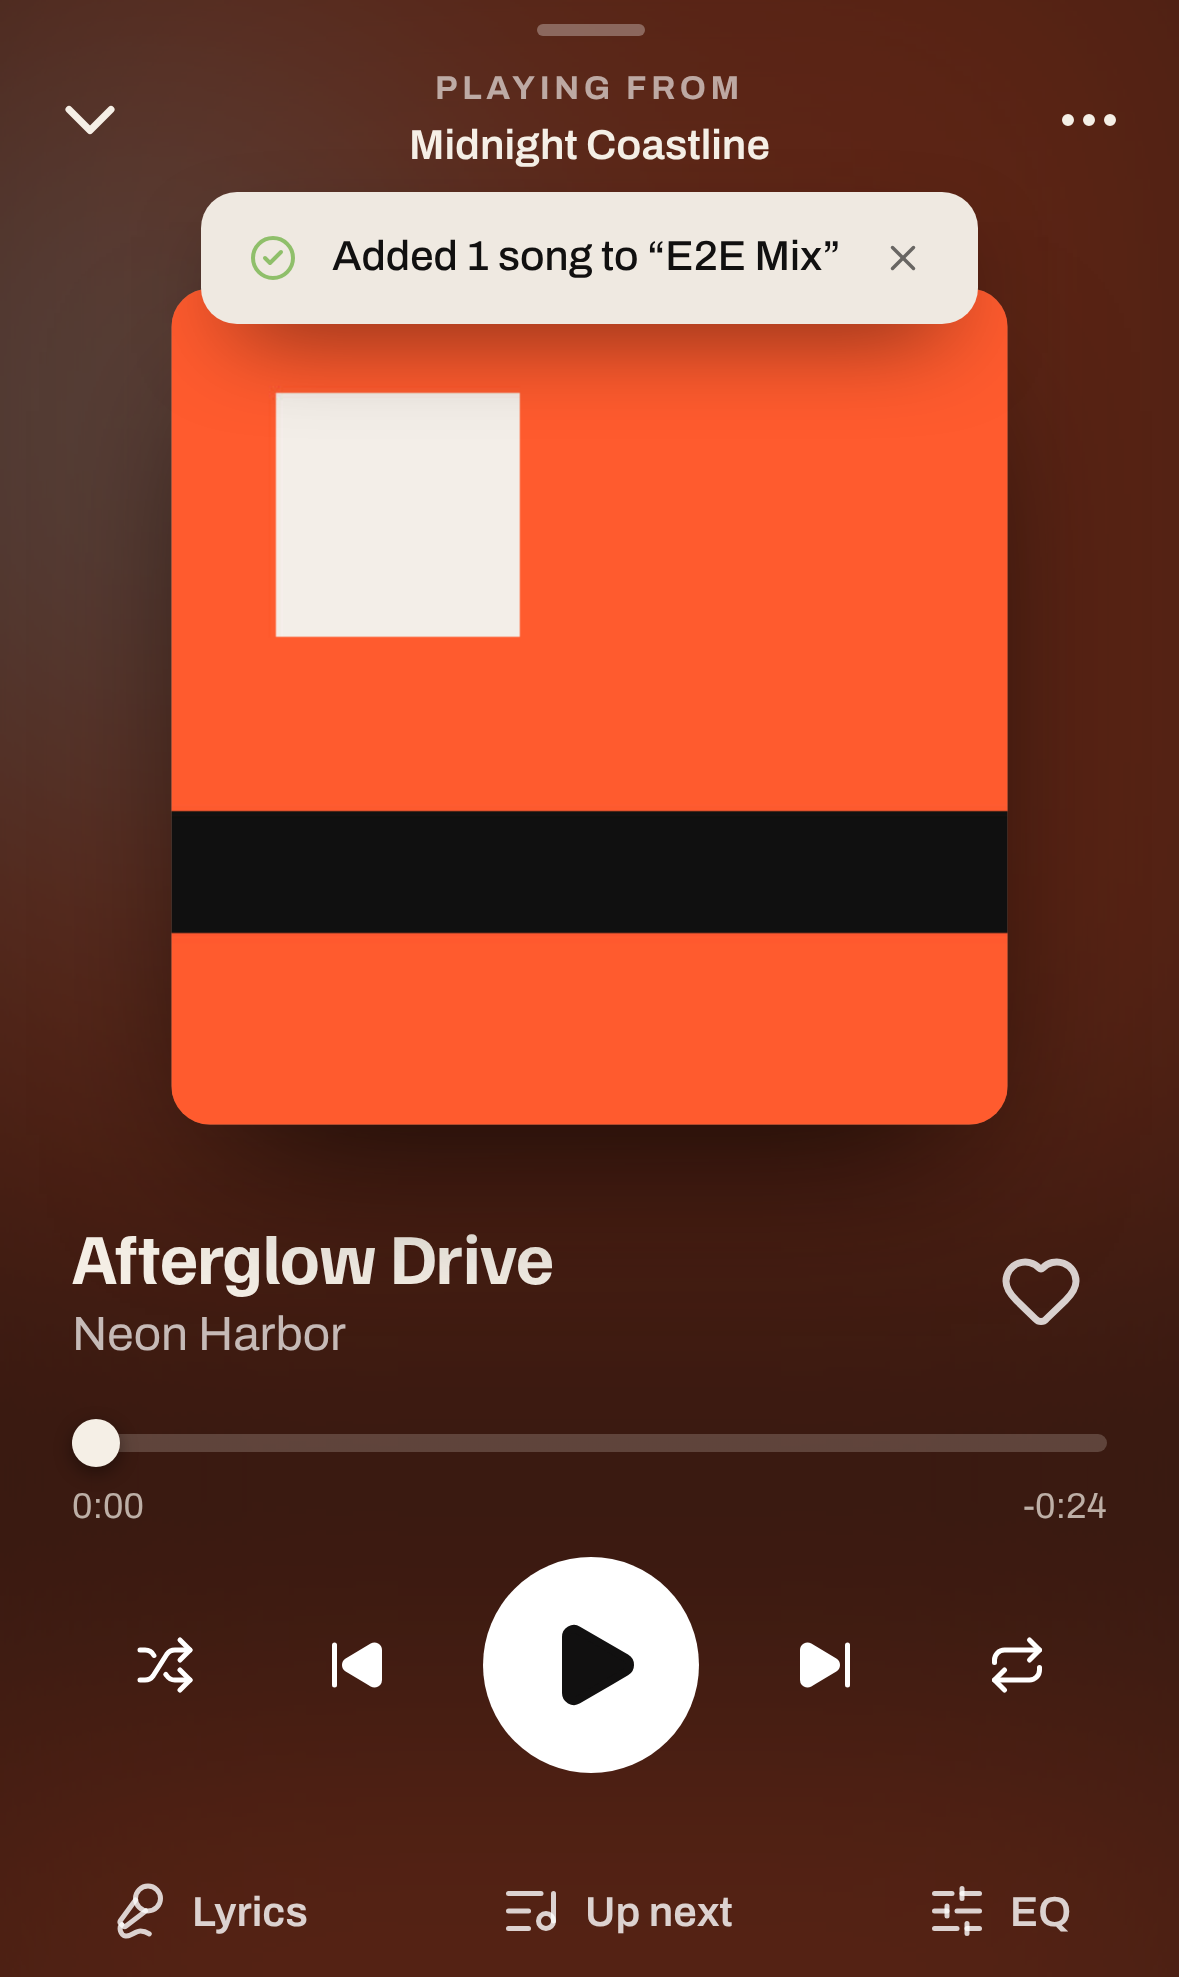 PLAYING FROM
Midnight Coastline
Added 1 song to “E2E Mix”
Afterglow Drive
Neon Harbor
0:00
-0:24
Lyrics
Up next
EQ